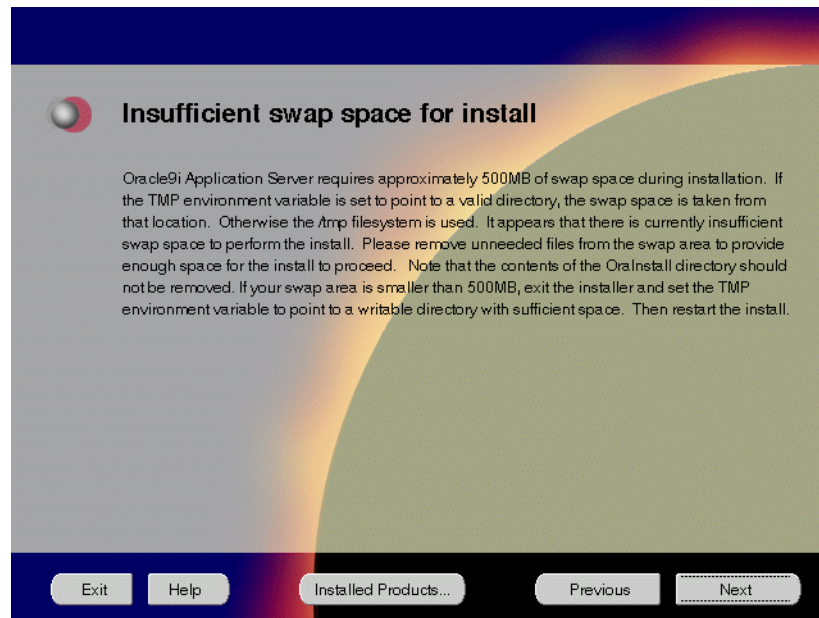 Insufficient swap space for install
Oracle9i Application Server requires approximately 500MB of swap space during installation. If
the TMP environment variable is set to point to a valid directory, the swap space is taken from
that location. Otherwise the /tmp filesystem is used. It appears that there is currently insufficient
swap space to perform the install. Please remove unneeded files from the swap area to provide
enough space for the install to proceed. Note that the contents of the OraInstall directory should
not be removed. If your swap area is smaller than 500MB, exit the installer and set the TMP
environment variable to point to a writable directory with sufficient space. Then restart the install.
Exit Help Installed Products... Previous Next